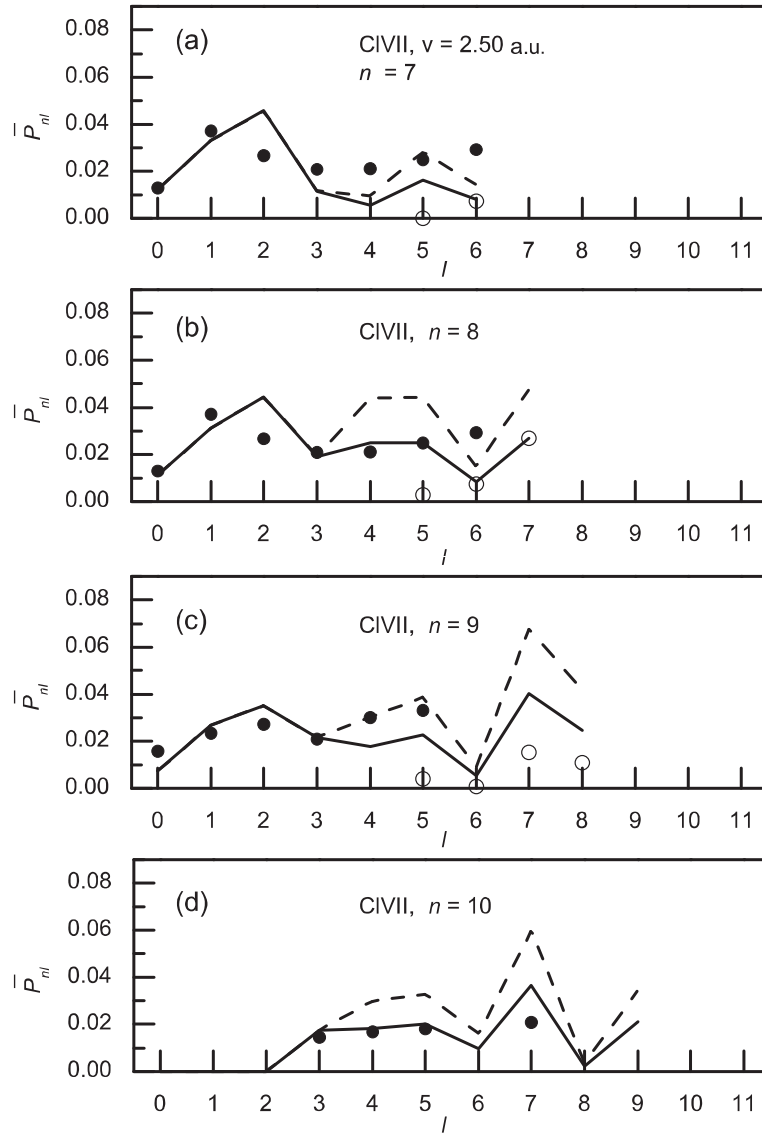 (a)
ClVII, v = 2.50 a.u.
n = 7
P̅nl
0.08
0.06
0.04
0.02
0.00
0 1 2 3 4 5 6 7 8 9 10 11
l
(b)
ClVII, n = 8
P̅nl
0.08
0.06
0.04
0.02
0.00
0 1 2 3 4 5 6 7 8 9 10 11
l
(c)
ClVII, n = 9
P̅nl
0.08
0.06
0.04
0.02
0.00
0 1 2 3 4 5 6 7 8 9 10 11
l
(d)
ClVII, n = 10
P̅nl
0.08
0.06
0.04
0.02
0.00
0 1 2 3 4 5 6 7 8 9 10 11
l